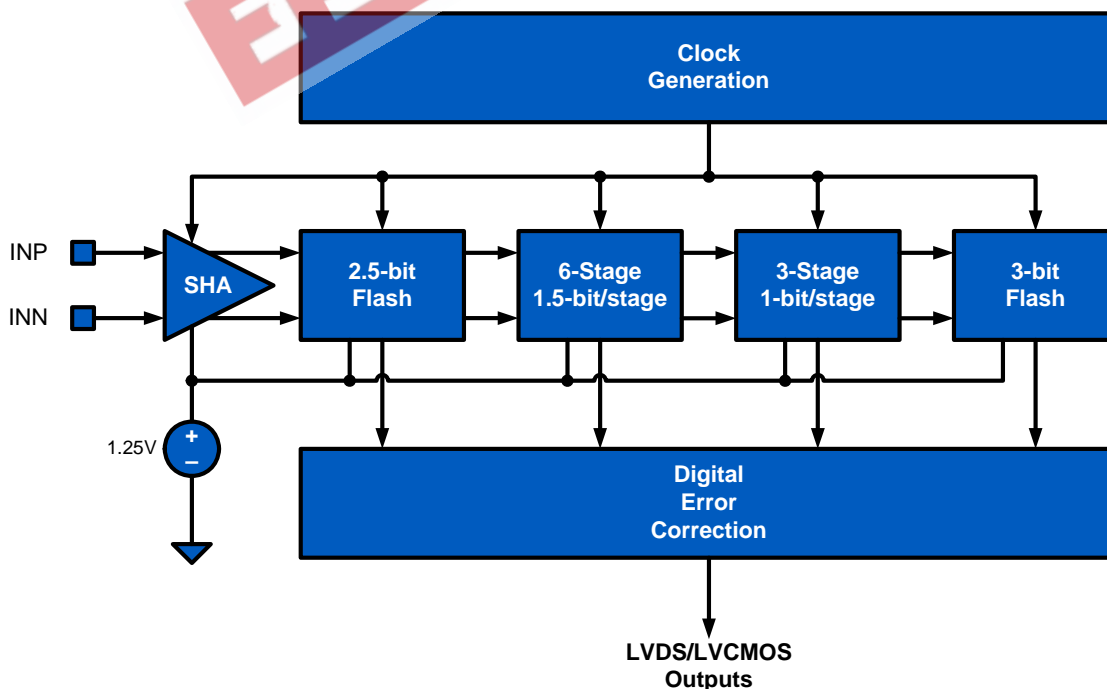 Clock
Generation
INP
INN
SHA
2.5-bit
Flash
6-Stage
1.5-bit/stage
3-Stage
1-bit/stage
3-bit
Flash
1.25V
+
–
Digital
Error
Correction
LVDS/LVCMOS
Outputs